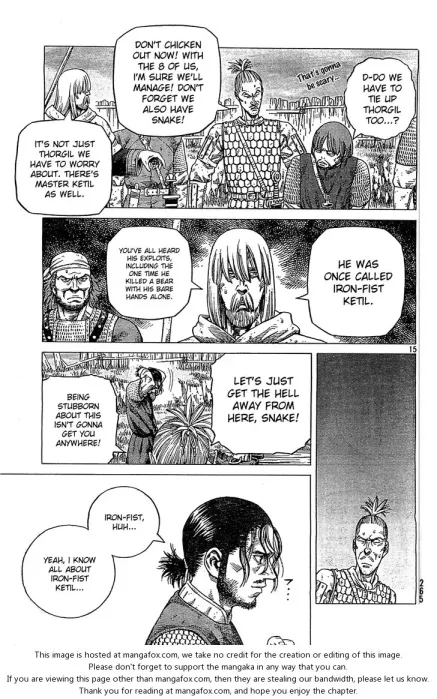 DON'T CHICKEN
OUT NOW! WITH
THE 8 OF US,
I'M SURE WE'LL
MANAGE! DON'T
FORGET WE
ALSO HAVE
SNAKE!
That's gonna
be scary...
D-DO WE
HAVE TO
TIE UP
THORGIL
TOO...?
IT'S NOT JUST
THORGIL WE
HAVE TO WORRY
ABOUT. THERE'S
MASTER KETIL
AS WELL.
HE WAS
ONCE CALLED
IRON-FIST
KETIL.
YOU'VE ALL HEARD
HIS EXPLOITS,
INCLUDING THE
ONE TIME HE
KILLED A BEAR
WITH HIS BARE
HANDS ALONE.
15
LET'S JUST
GET THE HELL
AWAY FROM
HERE, SNAKE!
BEING
STUBBORN
ABOUT THIS
ISN'T GONNA
GET YOU
ANYWHERE!
265
IRON-FIST,
HUH...
YEAH, I KNOW
ALL ABOUT
IRON-FIST
KETIL...
This image is hosted at mangafox.com, we take no credit for the creation or editing of this image.
Please don't forget to support the mangaka in any way that you can.
If you are viewing this page other than mangafox.com, then they are stealing our bandwidth, please let us know.
Thank you for reading at mangafox.com, and hope you enjoy the chapter.